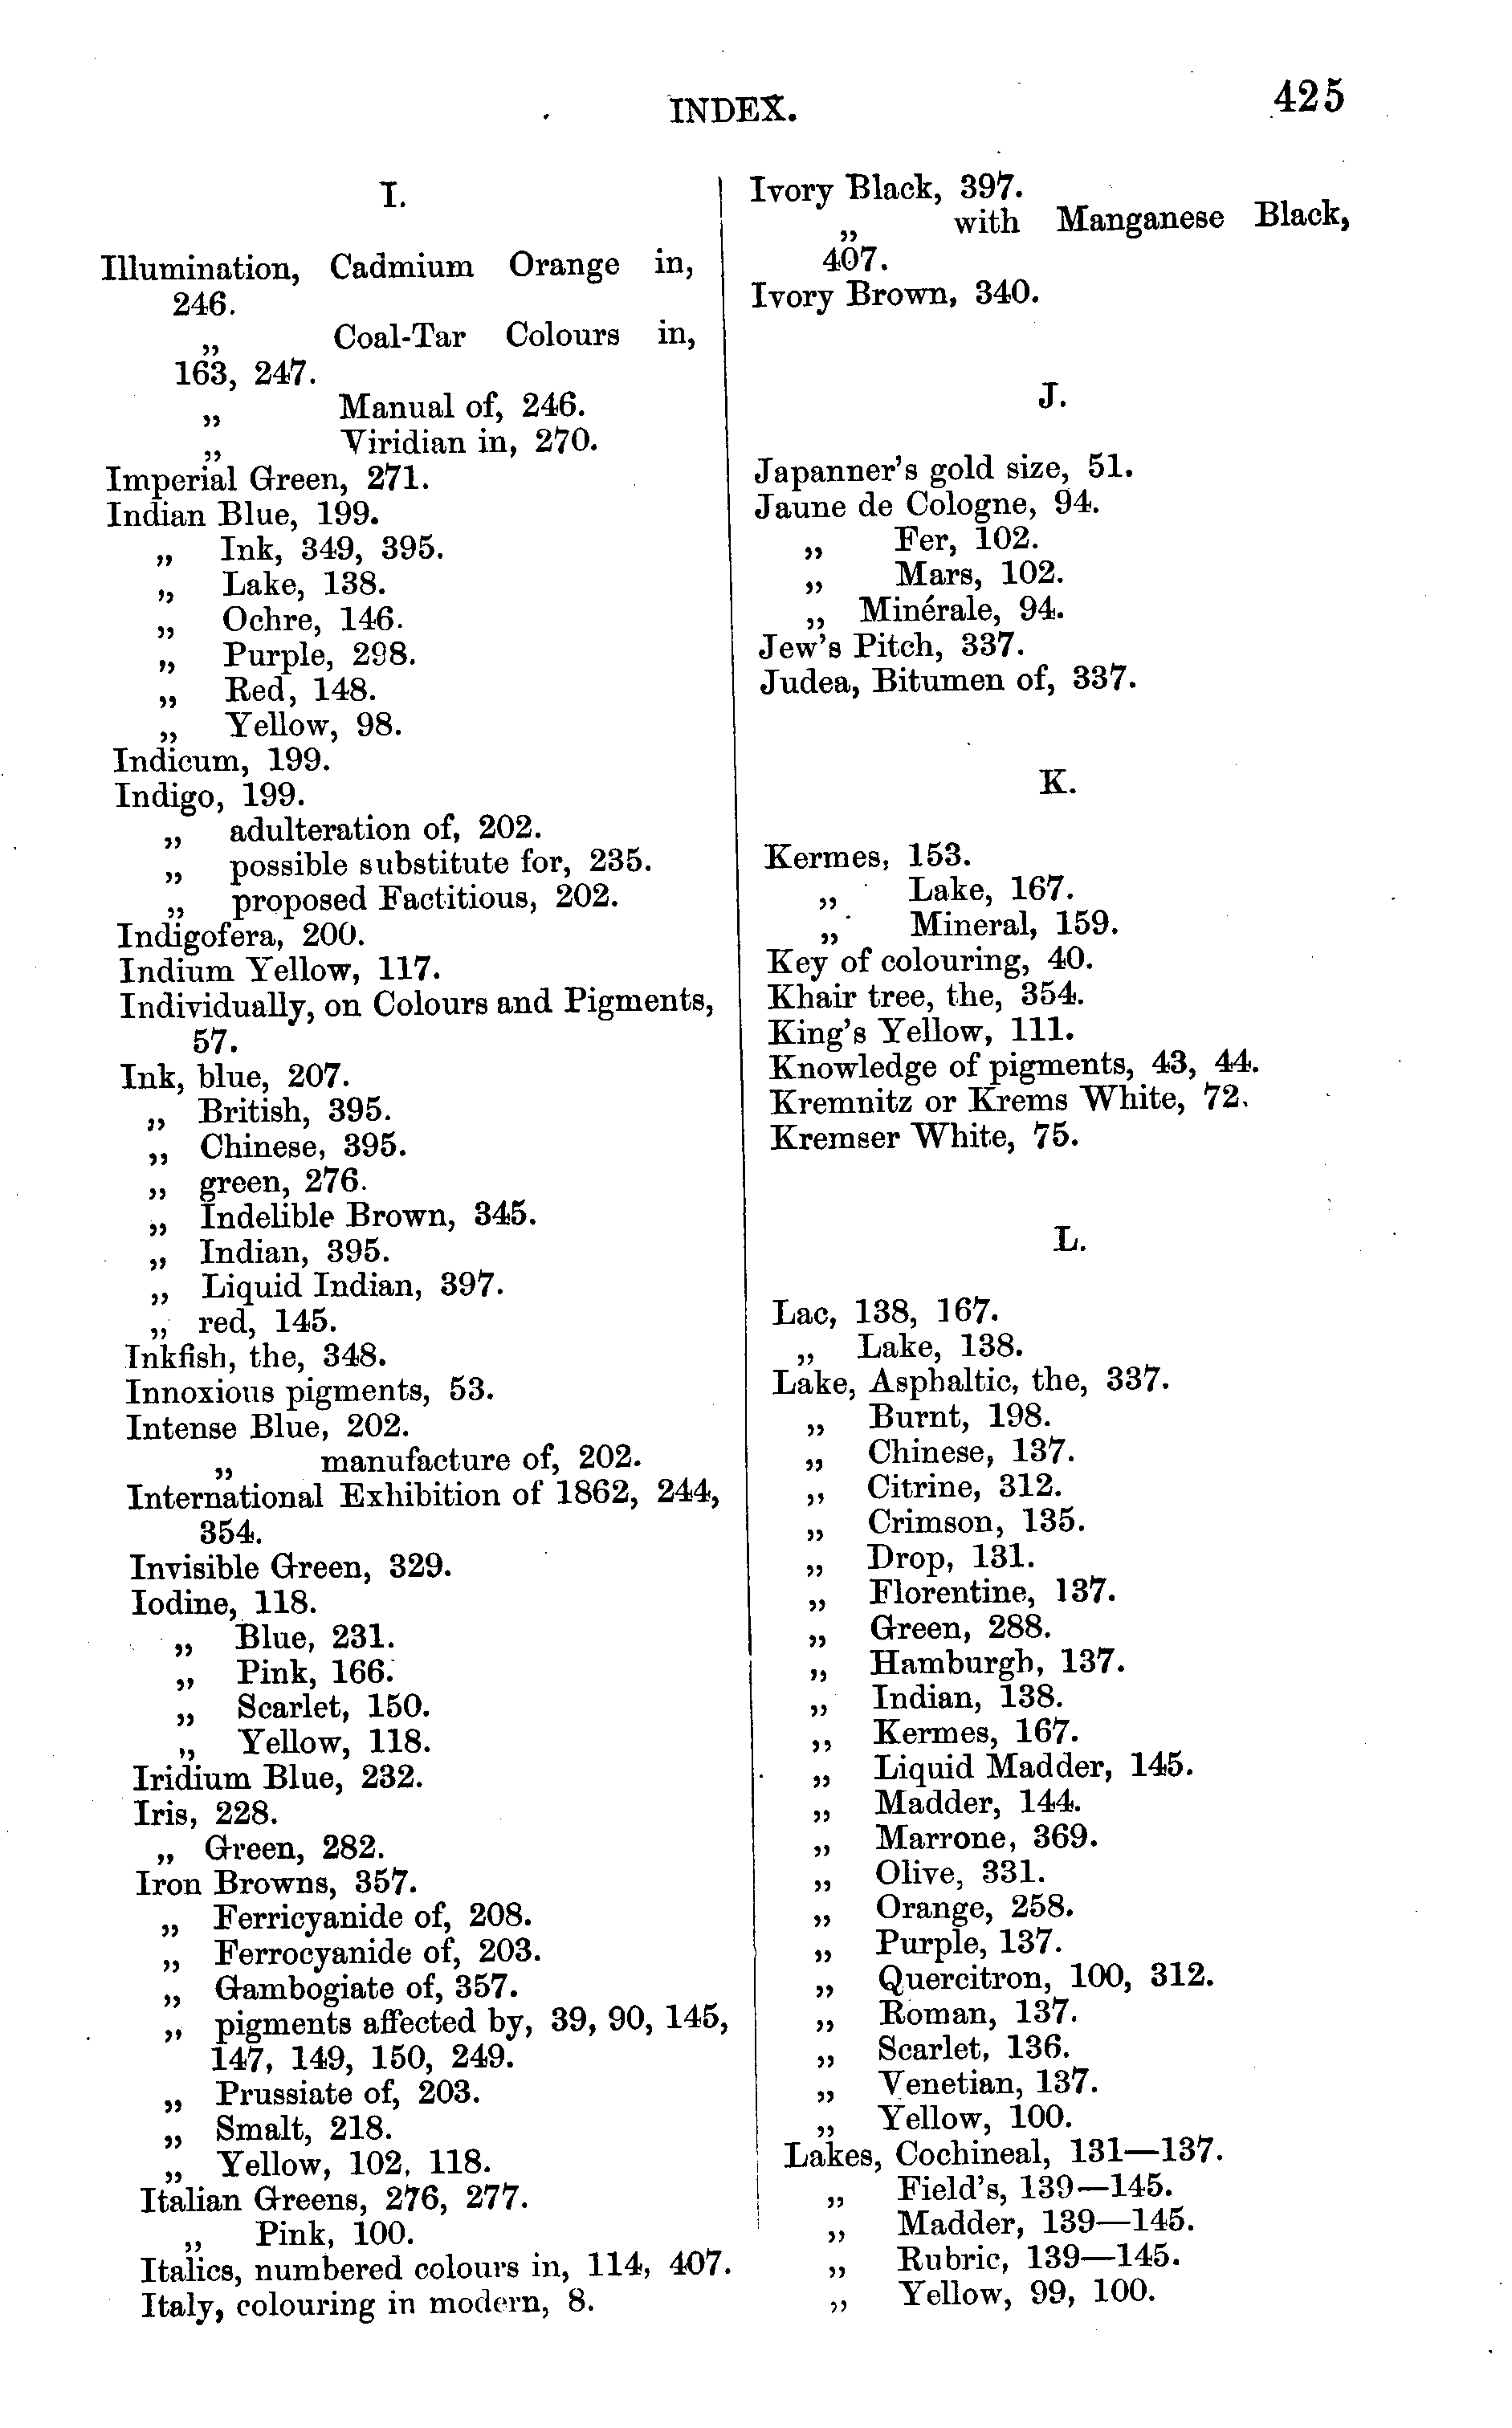 INDEX.
425
I.
Illumination, Cadmium Orange in,
246.
„ Coal-Tar Colours in,
163, 247.
„ Manual of, 246.
„ Viridian in, 270.
Imperial Green, 271.
Indian Blue, 199.
„ Ink, 349, 395.
„ Lake, 138.
„ Ochre, 146.
„ Purple, 298.
„ Red, 148.
„ Yellow, 98.
Indicum, 199.
Indigo, 199.
„ adulteration of, 202.
„ possible substitute for, 235.
„ proposed Factitious, 202.
Indigofera, 200.
Indium Yellow, 117.
Individually, on Colours and Pigments,
57.
Ink, blue, 207.
„ British, 395.
„ Chinese, 395.
„ green, 276.
„ Indelible Brown, 345.
„ Indian, 395.
„ Liquid Indian, 397.
„ red, 145.
Inkfish, the, 348.
Innoxious pigments, 53.
Intense Blue, 202.
„ manufacture of, 202.
International Exhibition of 1862, 244,
354.
Invisible Green, 329.
Iodine, 118.
„ Blue, 231.
„ Pink, 166.
„ Scarlet, 150.
„ Yellow, 118.
Iridium Blue, 232.
Iris, 228.
„ Green, 282.
Iron Browns, 357.
„ Ferricyanide of, 208.
„ Ferrocyanide of, 203.
„ Gambogiate of, 357.
„ pigments affected by, 39, 90, 145,
147, 149, 150, 249.
„ Prussiate of, 203.
„ Smalt, 218.
„ Yellow, 102, 118.
Italian Greens, 276, 277.
„ Pink, 100.
Italics, numbered colours in, 114, 407.
Italy, colouring in modern, 8.
Ivory Black, 397.
„ with Manganese Black,
407.
Ivory Brown, 340.
J.
Japanner's gold size, 51.
Jaune de Cologne, 94.
„ Fer, 102.
„ Mars, 102.
„ Minérale, 94.
Jew's Pitch, 337.
Judea, Bitumen of, 337.
K.
Kermes, 153.
„ Lake, 167.
„ Mineral, 159.
Key of colouring, 40.
Khair tree, the, 354.
King's Yellow, 111.
Knowledge of pigments, 43, 44.
Kremnitz or Krems White, 72.
Kremser White, 75.
L.
Lac, 138, 167.
„ Lake, 138.
Lake, Asphaltic, the, 337.
„ Burnt, 198.
„ Chinese, 137.
„ Citrine, 312.
„ Crimson, 135.
„ Drop, 131.
„ Florentine, 137.
„ Green, 288.
„ Hamburgh, 137.
„ Indian, 138.
„ Kermes, 167.
„ Liquid Madder, 145.
„ Madder, 144.
„ Marrone, 369.
„ Olive, 331.
„ Orange, 258.
„ Purple, 137.
„ Quercitron, 100, 312.
„ Roman, 137.
„ Scarlet, 136.
„ Venetian, 137.
„ Yellow, 100.
Lakes, Cochineal, 131—137.
„ Field's, 139—145.
„ Madder, 139—145.
„ Rubric, 139—145.
„ Yellow, 99, 100.